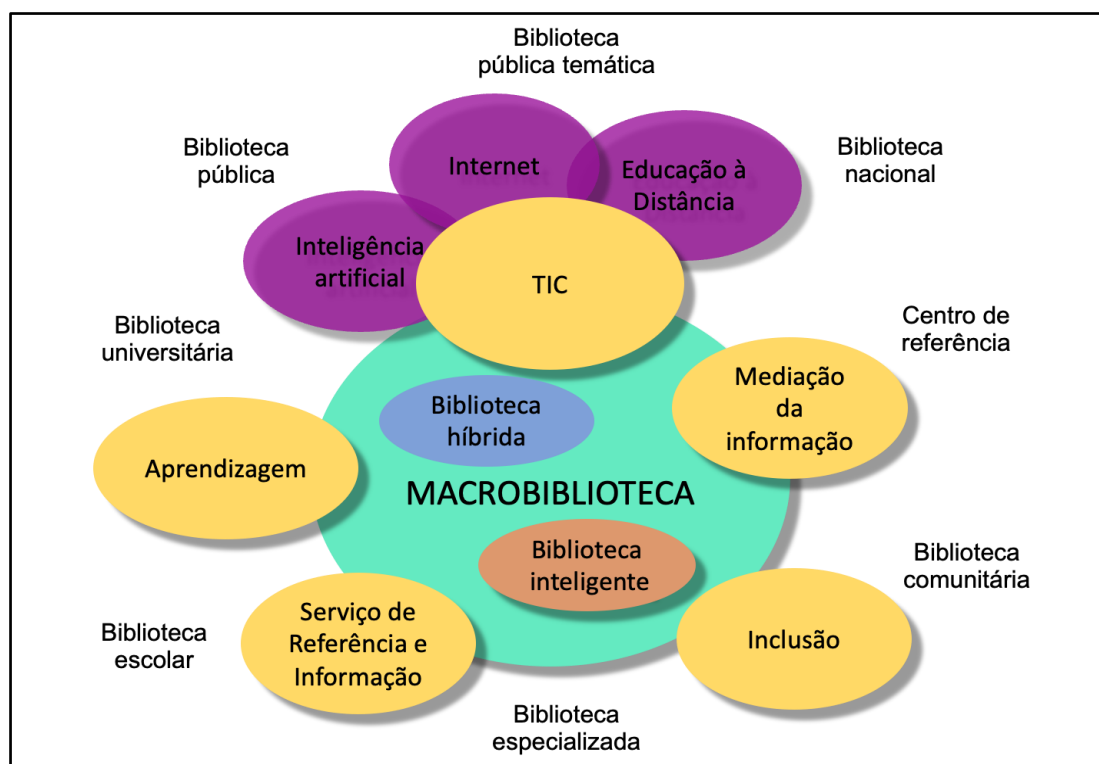 Biblioteca
pública temática
Biblioteca
pública
Internet
Educação à
Distância
Biblioteca
nacional
Inteligência
artificial
TIC
Biblioteca
universitária
Centro de
referência
Mediação
da
informação
Biblioteca
híbrida
Aprendizagem
MACROBIBLIOTECA
Biblioteca
inteligente
Biblioteca
comunitária
Biblioteca
escolar
Serviço de
Referência e
Informação
Inclusão
Biblioteca
especializada